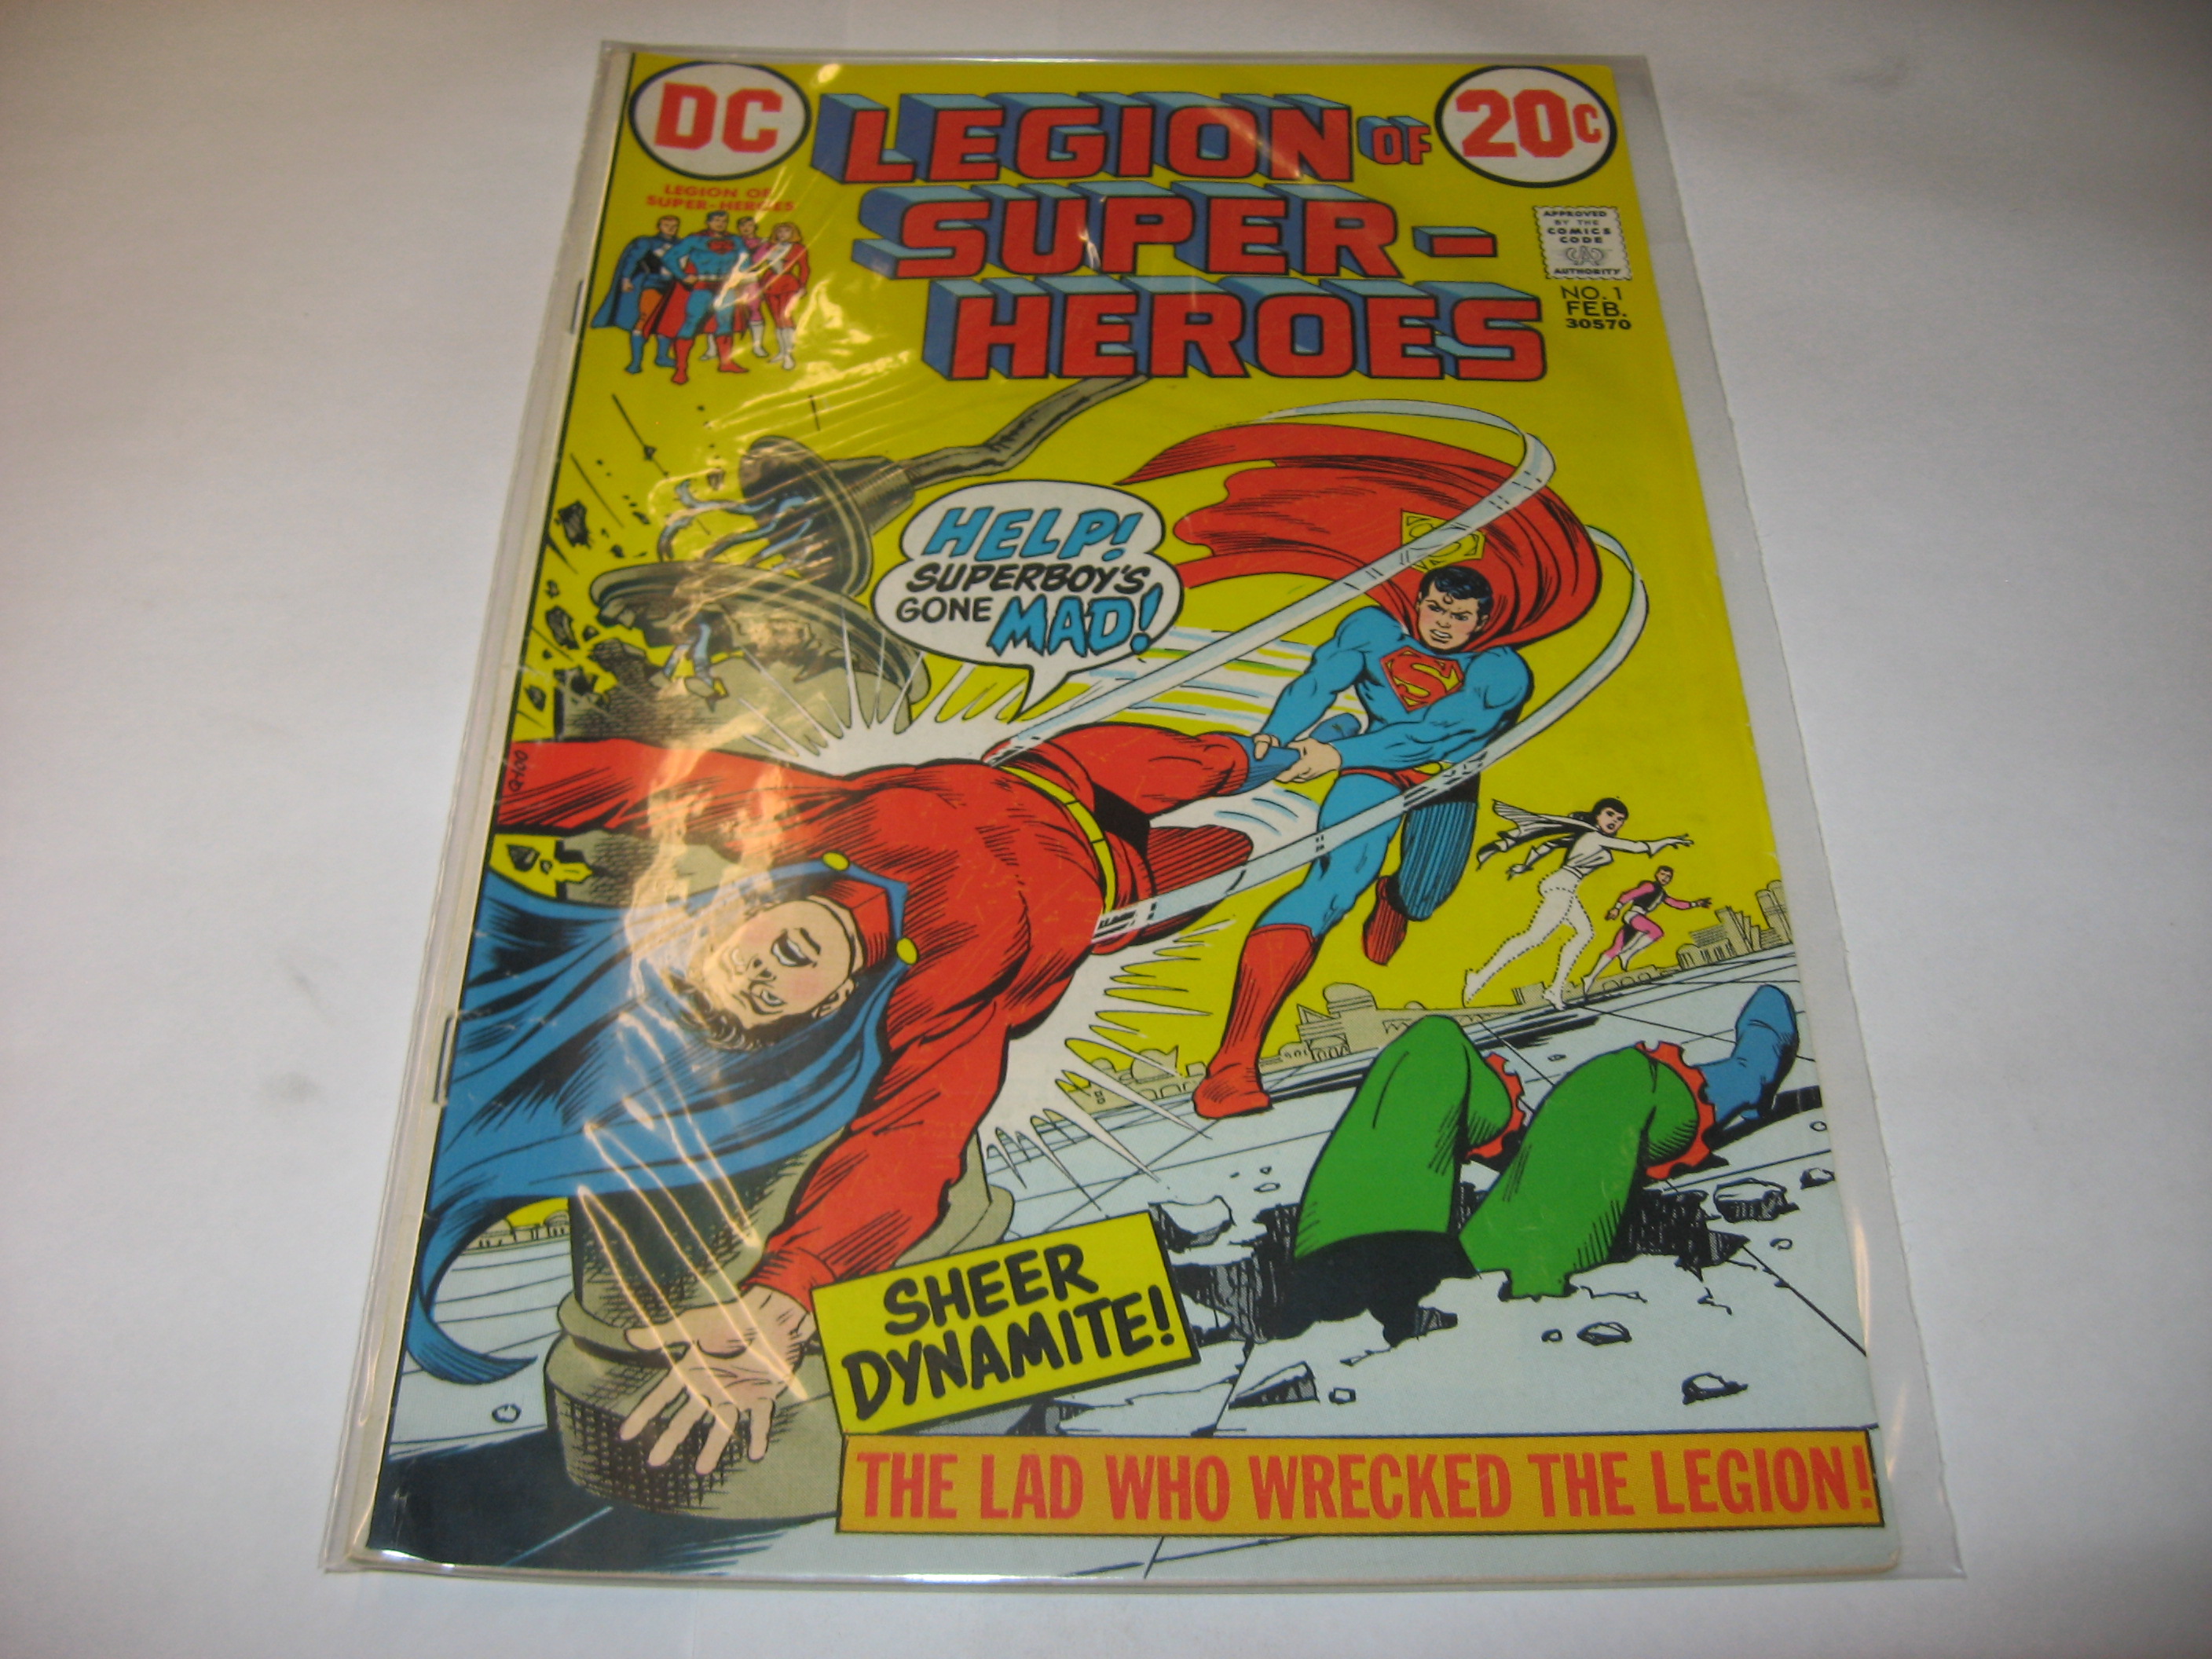 DC
LEGION OF
SUPER-
HEROES
20¢
LEGION OF
SUPER-HEROES
APPROVED
BY THE
COMICS
CODE
AUTHORITY
NO. 1
FEB.
30570
HELP!
SUPERBOY'S
GONE MAD!
SHEER
DYNAMITE!
THE LAD WHO WRECKED THE LEGION!